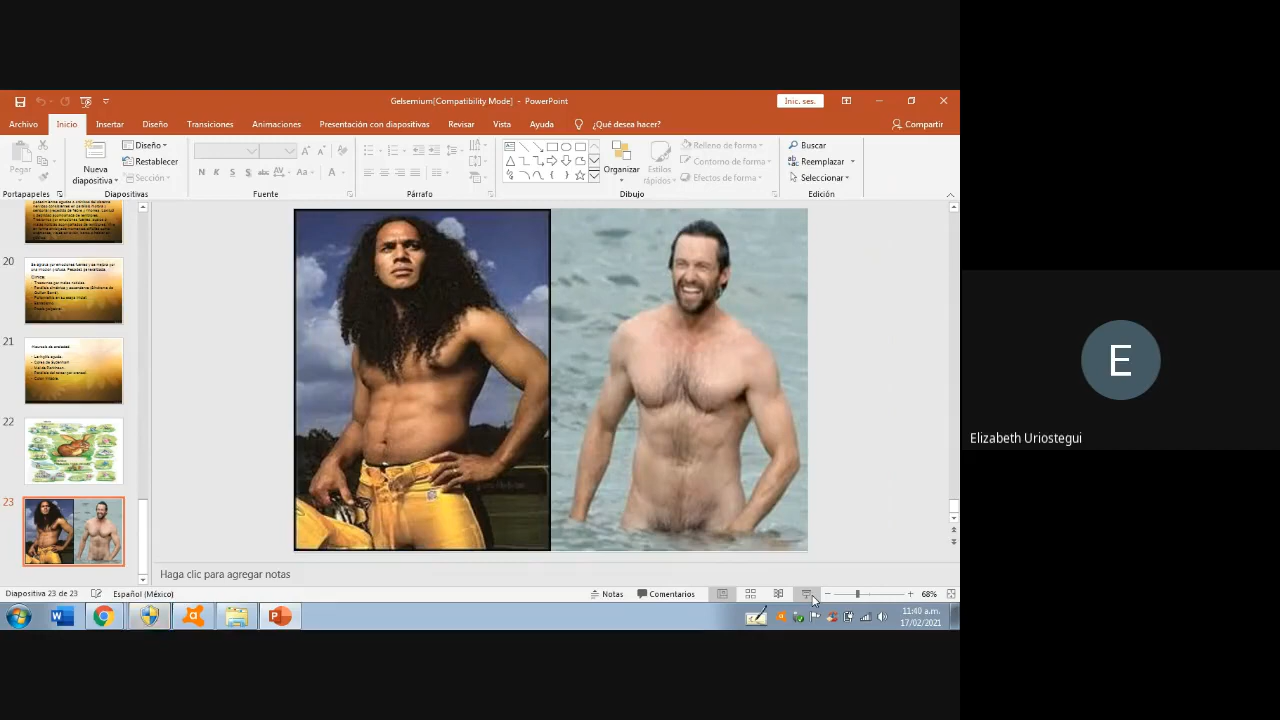 Gelsemium[Compatibility Mode] - PowerPoint
Inic. ses.
Archivo Inicio Insertar Diseño Transiciones Animaciones Presentación con diapositivas Revisar Vista Ayuda ¿Qué desea hacer? Compartir
Pegar
Nueva diapositiva
Diseño
Restablecer
Sección
N K S S abc AV Aa A
Organizar
Estilos rápidos
Relleno de forma
Contorno de forma
Efectos de forma
Buscar
Reemplazar
Seleccionar
Portapapeles Diapositivas Fuente Párrafo Dibujo Edición
20
21
22
23
Elizabeth Uriostegui
E
Haga clic para agregar notas
Diapositiva 23 de 23 Español (México) Notas Comentarios 68%
11:40 a.m.
17/02/2021